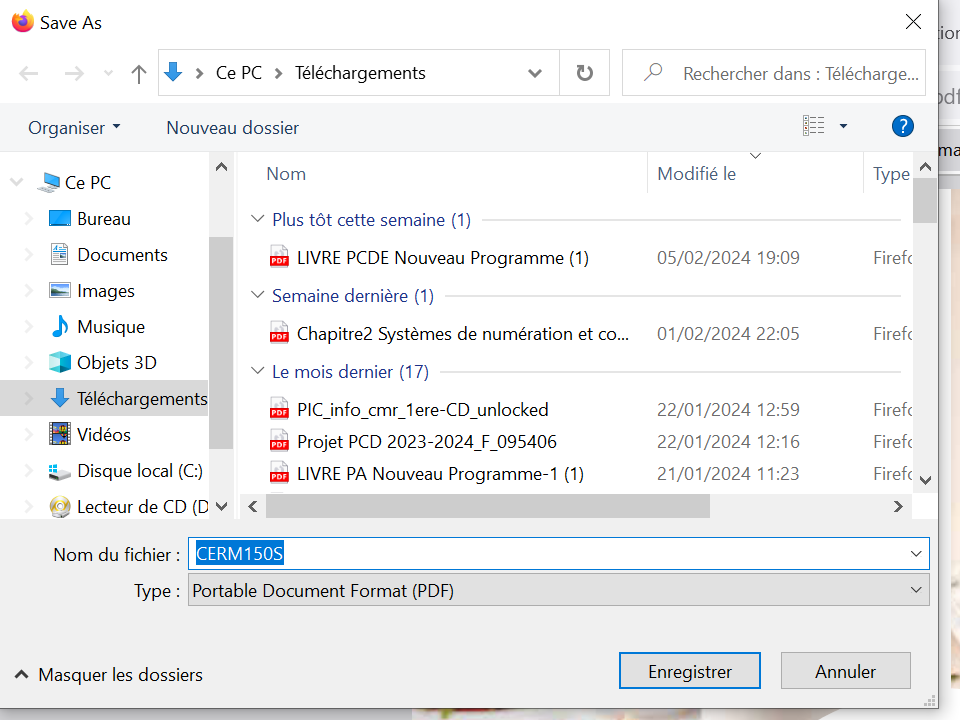 Save As
Ce PC
Téléchargements
Rechercher dans : Télécharge...
Organiser
Nouveau dossier
?
Nom
Modifié le
Type
Ce PC
Bureau
Documents
Images
Musique
Objets 3D
Téléchargements
Vidéos
Disque local (C:)
Lecteur de CD (D
Plus tôt cette semaine (1)
PDF LIVRE PCDE Nouveau Programme (1) 05/02/2024 19:09 Firefo
Semaine dernière (1)
PDF Chapitre2 Systèmes de numération et co... 01/02/2024 22:05 Firefo
Le mois dernier (17)
PDF PIC_info_cmr_1ere-CD_unlocked 22/01/2024 12:59 Firefo
PDF Projet PCD 2023-2024_F_095406 22/01/2024 12:16 Firefo
PDF LIVRE PA Nouveau Programme-1 (1) 21/01/2024 11:23 Firefo
Nom du fichier : CERM150S
Type : Portable Document Format (PDF)
Masquer les dossiers
Enregistrer
Annuler